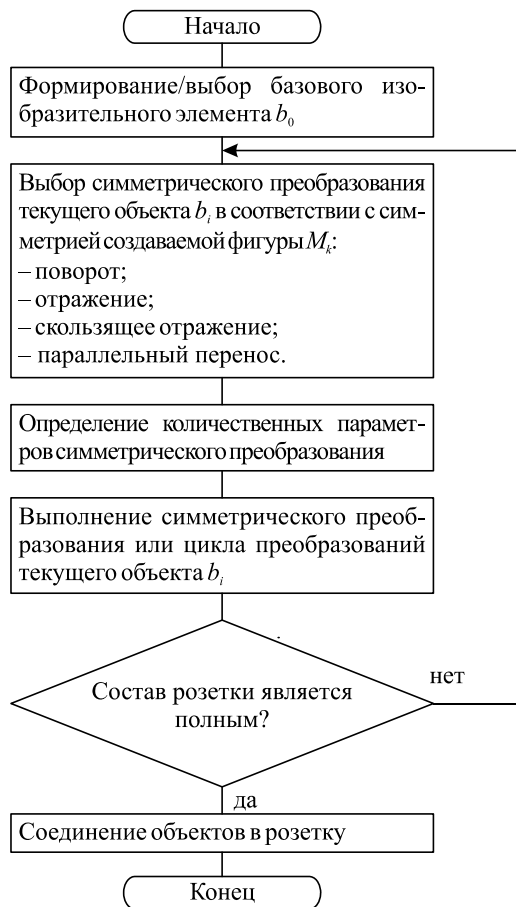 Начало
Формирование/выбор базового изо-
бразительного элемента b₀
Выбор симметрического преобразования
текущего объекта bᵢ в соответствии с сим-
метрией создаваемой фигуры Mₖ:
– поворот;
– отражение;
– скользящее отражение;
– параллельный перенос.
Определение количественных парамет-
ров симметрического преобразования
Выполнение симметрического преоб-
разования или цикла преобразований
текущего объекта bᵢ
Состав розетки является
полным?
нет
да
Соединение объектов в розетку
Конец